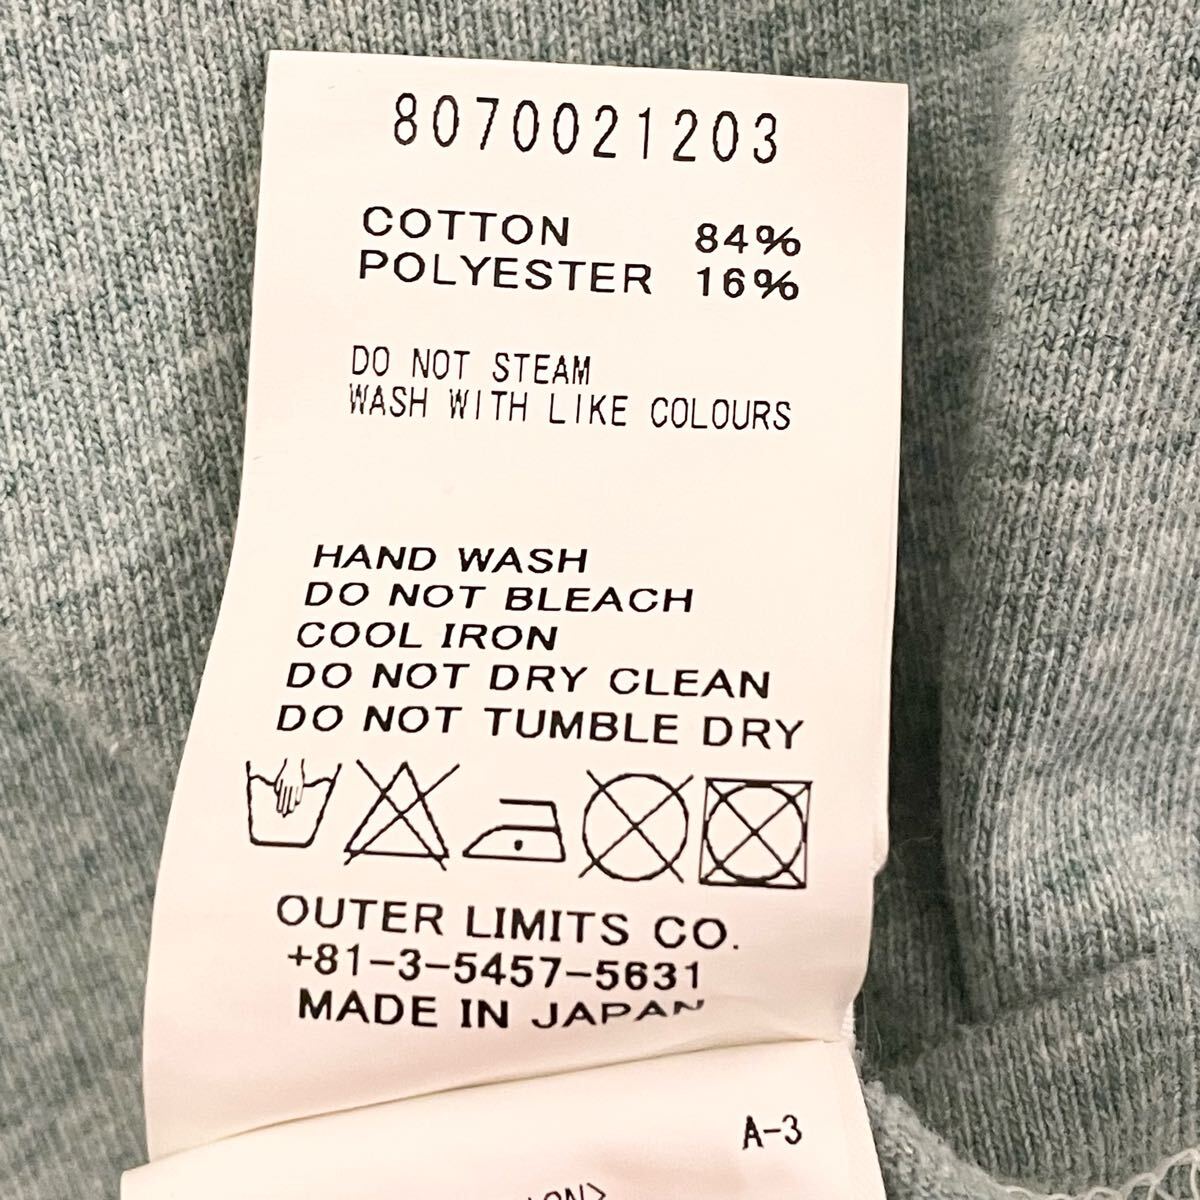 8070021203
COTTON 84%
POLYESTER 16%
DO NOT STEAM
WASH WITH LIKE COLOURS
HAND WASH
DO NOT BLEACH
COOL IRON
DO NOT DRY CLEAN
DO NOT TUMBLE DRY
OUTER LIMITS CO.
+81-3-5457-5631
MADE IN JAPAN
A-3